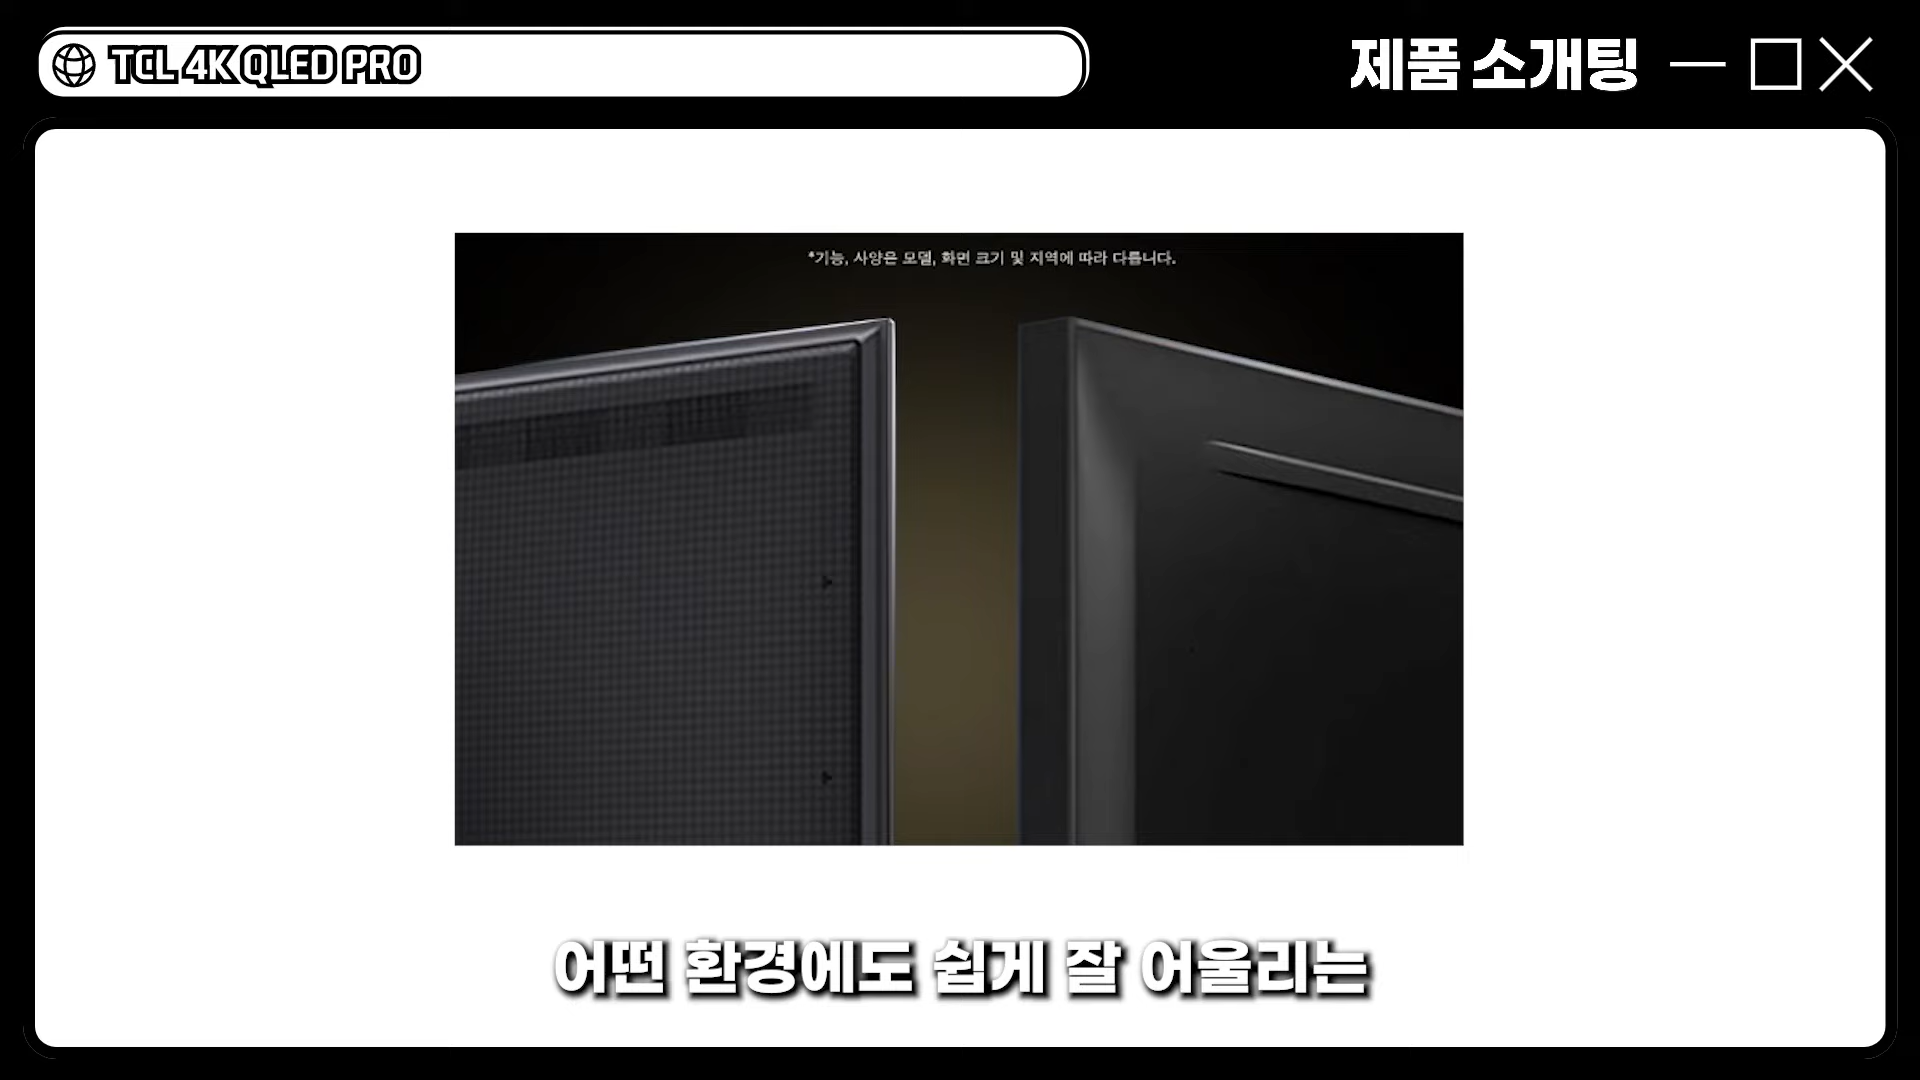 TCL 4K QLED PRO
제품 소개팅
*기능, 사양은 모델, 화면 크기 및 지역에 따라 다릅니다.
어떤 환경에도 쉽게 잘 어울리는